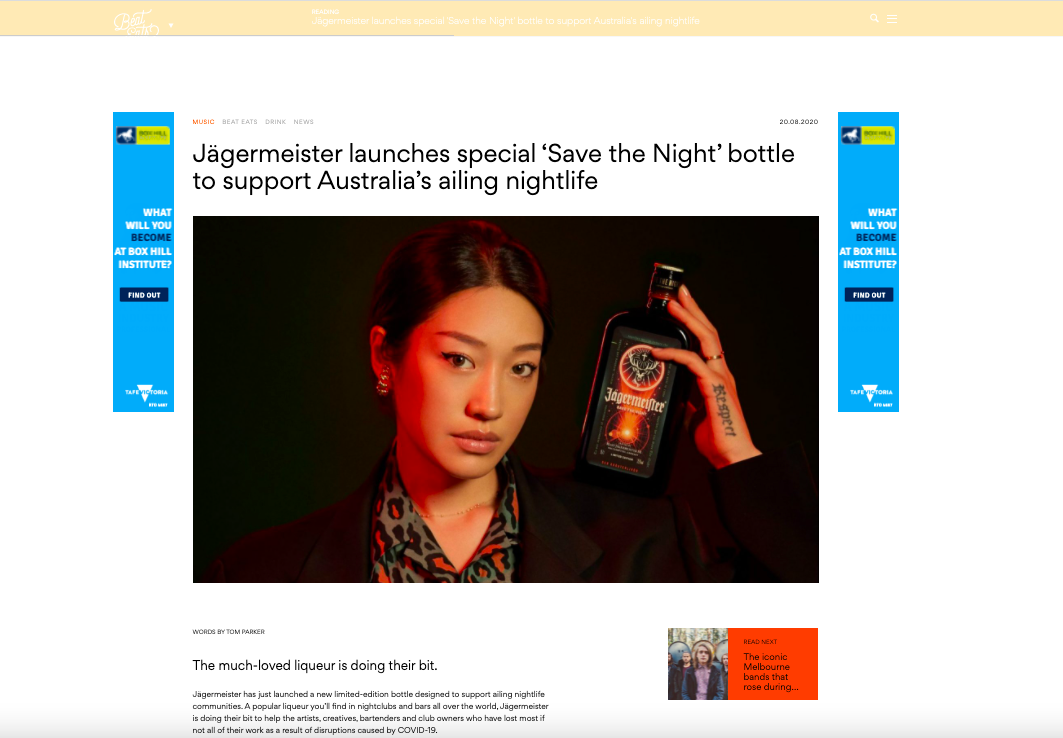 Beat
READING
Jägermeister launches special ‘Save the Night’ bottle to support Australia’s ailing nightlife
BOX HILL
WHAT
WILL YOU
BECOME
AT BOX HILL
INSTITUTE?
FIND OUT
TAFE VICTORIA
MUSIC BEAT EATS DRINK NEWS
20.08.2020
Jägermeister launches special ‘Save the Night’ bottle
to support Australia’s ailing nightlife
Jägermeister
Respect
BOX HILL
WHAT
WILL YOU
BECOME
AT BOX HILL
INSTITUTE?
FIND OUT
TAFE VICTORIA
WORDS BY TOM PARKER
The much-loved liqueur is doing their bit.
Jägermeister has just launched a new limited-edition bottle designed to support ailing nightlife
communities. A popular liqueur you’ll find in nightclubs and bars all over the world, Jägermeister
is doing their bit to help the artists, creatives, bartenders and club owners who have lost most if
not all of their work as a result of disruptions caused by COVID-19.
READ NEXT
The iconic
Melbourne
bands that
rose during...